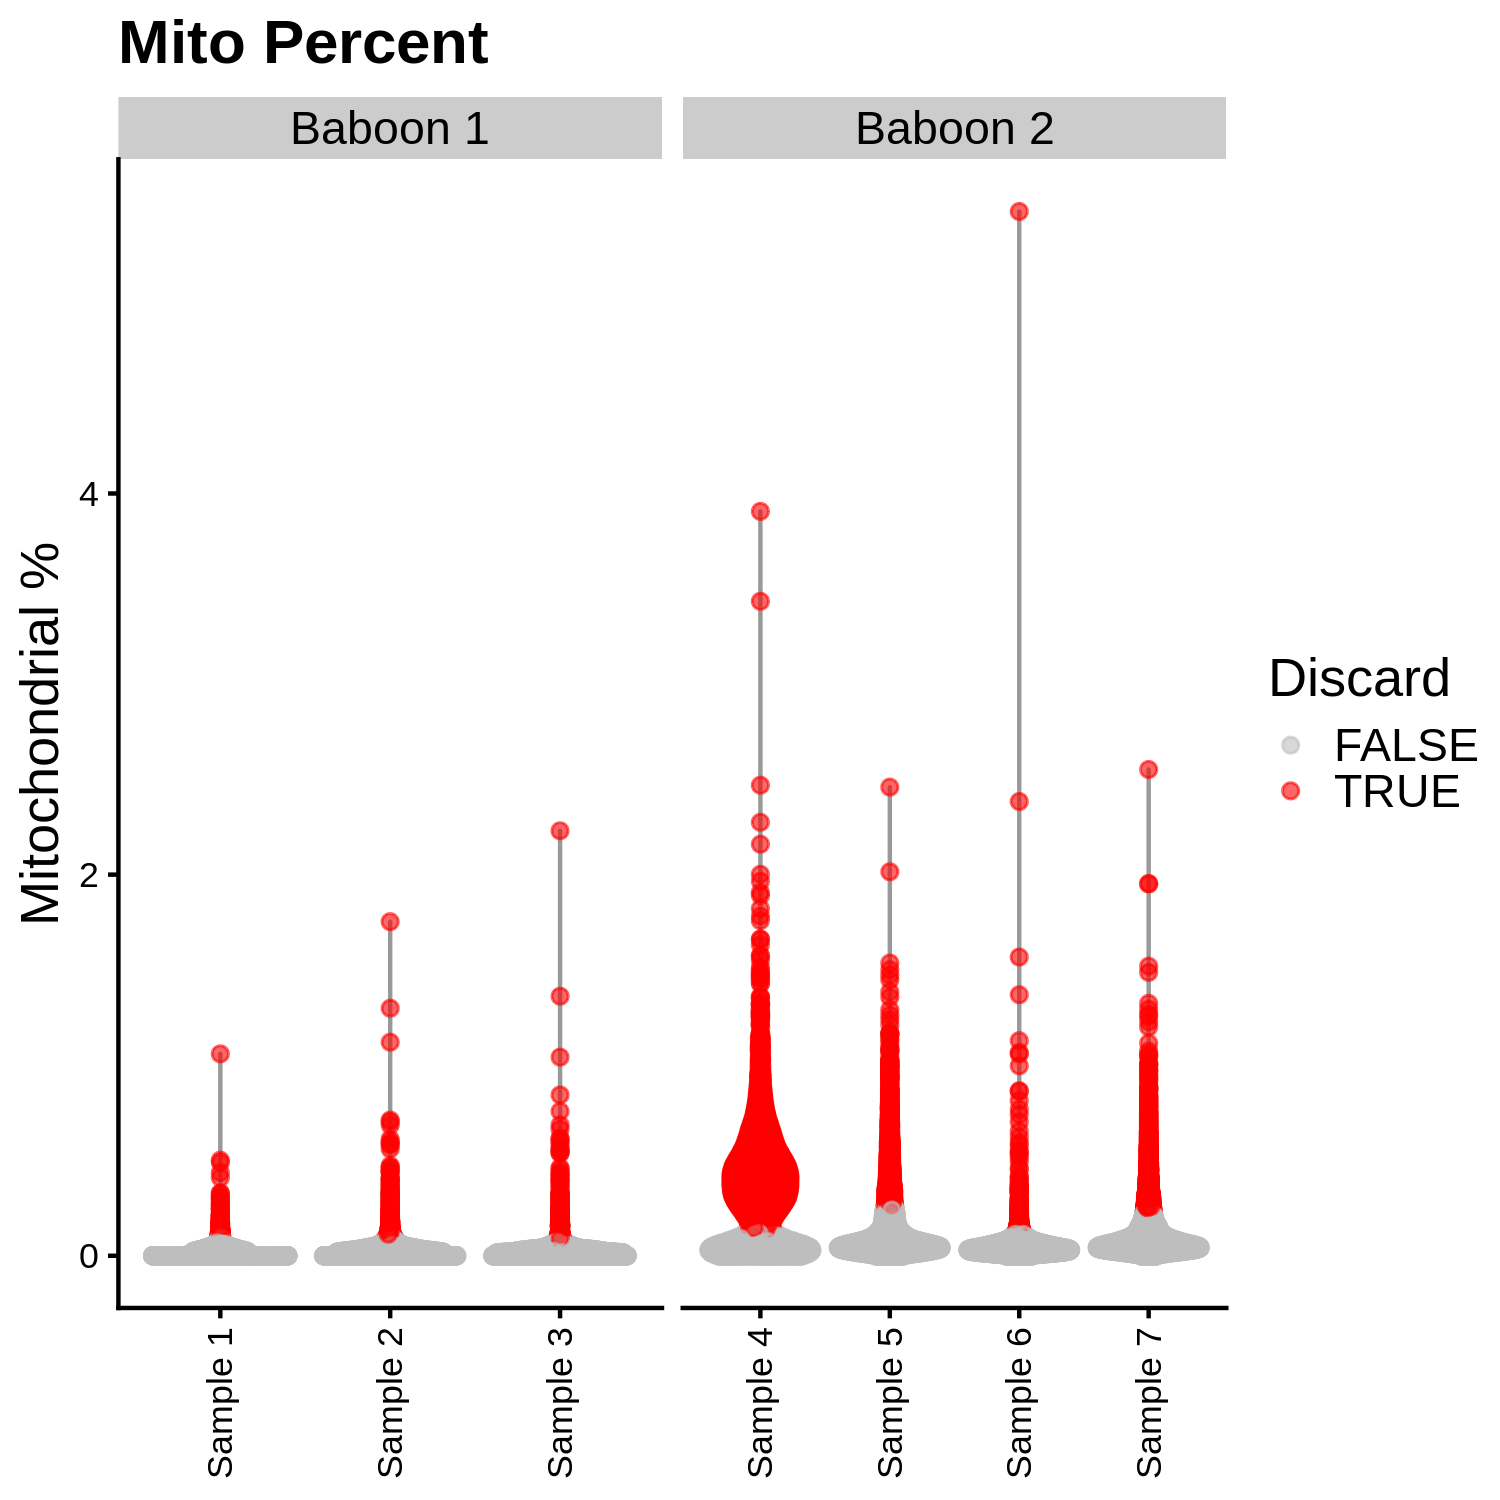 Mito Percent
Baboon 1
Baboon 2
Mitochondrial %
4
2
0
Sample 1
Sample 2
Sample 3
Sample 4
Sample 5
Sample 6
Sample 7
Discard
FALSE
TRUE